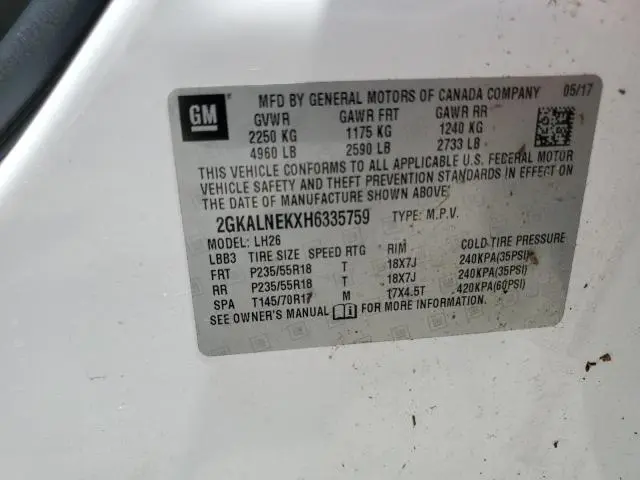 GM
MFD BY GENERAL MOTORS OF CANADA COMPANY 05/17
GVWR GAWR FRT GAWR RR
2250 KG 1175 KG 1240 KG
4960 LB 2590 LB 2733 LB
THIS VEHICLE CONFORMS TO ALL APPLICABLE U.S. FEDERAL MOTOR
VEHICLE SAFETY AND THEFT PREVENTION STANDARDS IN EFFECT ON
THE DATE OF MANUFACTURE SHOWN ABOVE
2GKALNEKXH6335759 TYPE: M.P.V.
MODEL: LH26
LBB3 TIRE SIZE SPEED RTG RIM COLD TIRE PRESSURE
FRT P235/55R18 T 18X7J 240KPA(35PSI)
RR P235/55R18 T 18X7J 240KPA(35PSI)
SPA T145/70R17 M 17X4.5T 420KPA(60PSI)
SEE OWNER'S MANUAL FOR MORE INFORMATION.